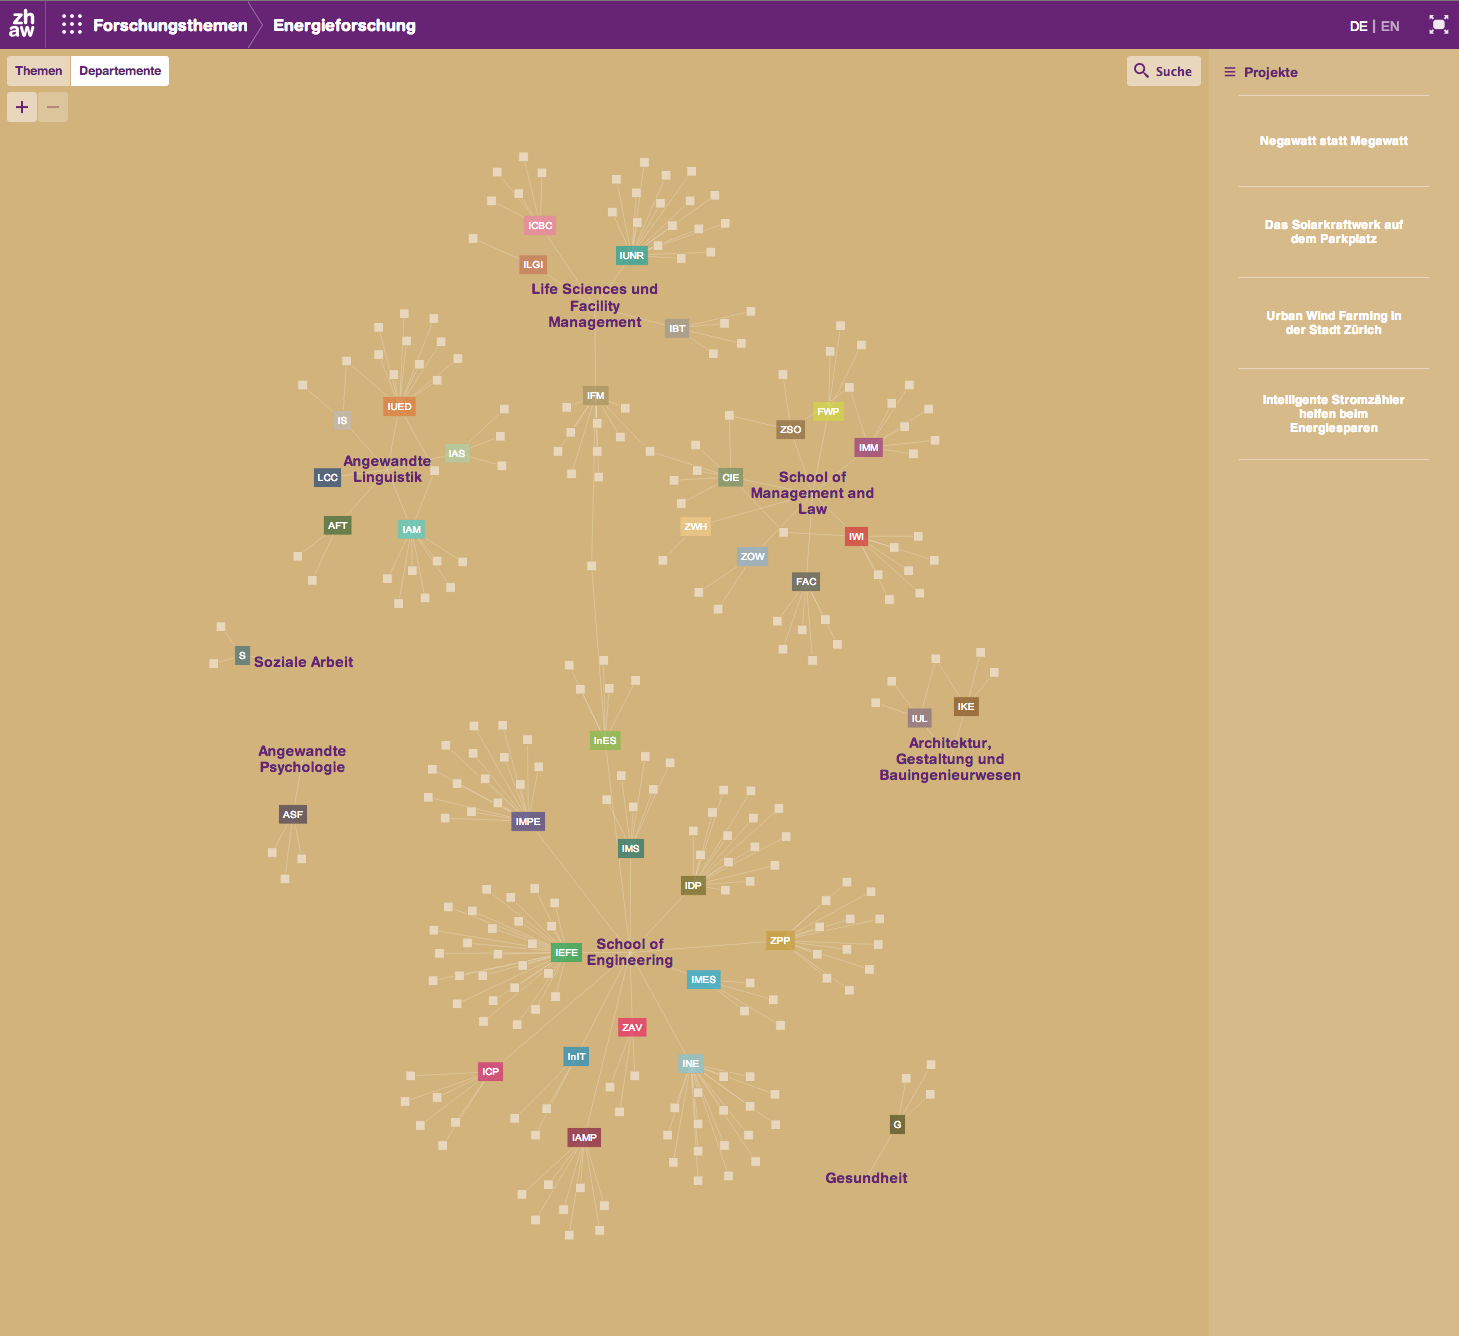 zh
aw
Forschungsthemen
Energieforschung
DE | EN
Themen
Departemente
Suche
Projekte
+
−
Negawatt statt Megawatt
Das Solarkraftwerk auf
dem Parkplatz
Urban Wind Farming in
der Stadt Zürich
Intelligente Stromzähler
helfen beim
Energiesparen
ICBC
IUNR
ILGI
Life Sciences und
Facility
Management
IBT
IFM
IUED
IS
IAS
Angewandte
Linguistik
LCC
AFT
IAM
FWP
ZSO
IMM
CIE
School of
Management and
Law
ZWH
IWI
ZOW
FAC
S
Soziale Arbeit
IKE
IUL
Architektur,
Gestaltung und
Bauingenieurwesen
InES
Angewandte
Psychologie
ASF
IMPE
IMS
IDP
ZPP
IEFE
School of
Engineering
IMES
ZAV
InIT
INE
ICP
IAMP
G
Gesundheit